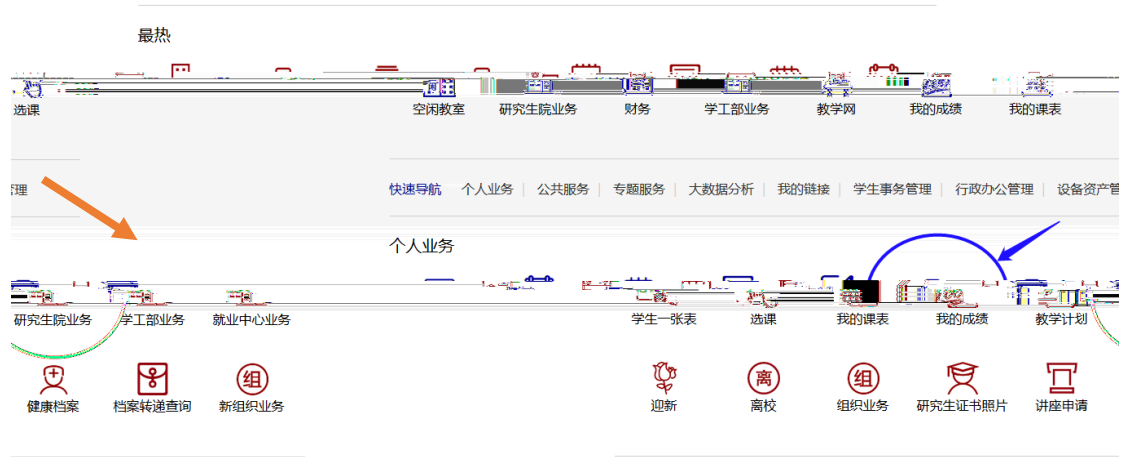 最热
选课 空闲教室 研究生院业务 财务 学工部业务 教学网 我的成绩 我的课表
管理 快速导航 个人业务 公共服务 专题服务 大数据分析 我的链接 学生事务管理 行政办公管理 设备资产管
个人业务
研究生院业务 学工部业务 就业中心业务 学生一张表 选课 我的课表 我的成绩 教学计划
组 离 组
健康档案 档案转递查询 新组织业务 迎新 离校 组织业务 研究生证书照片 讲座申请